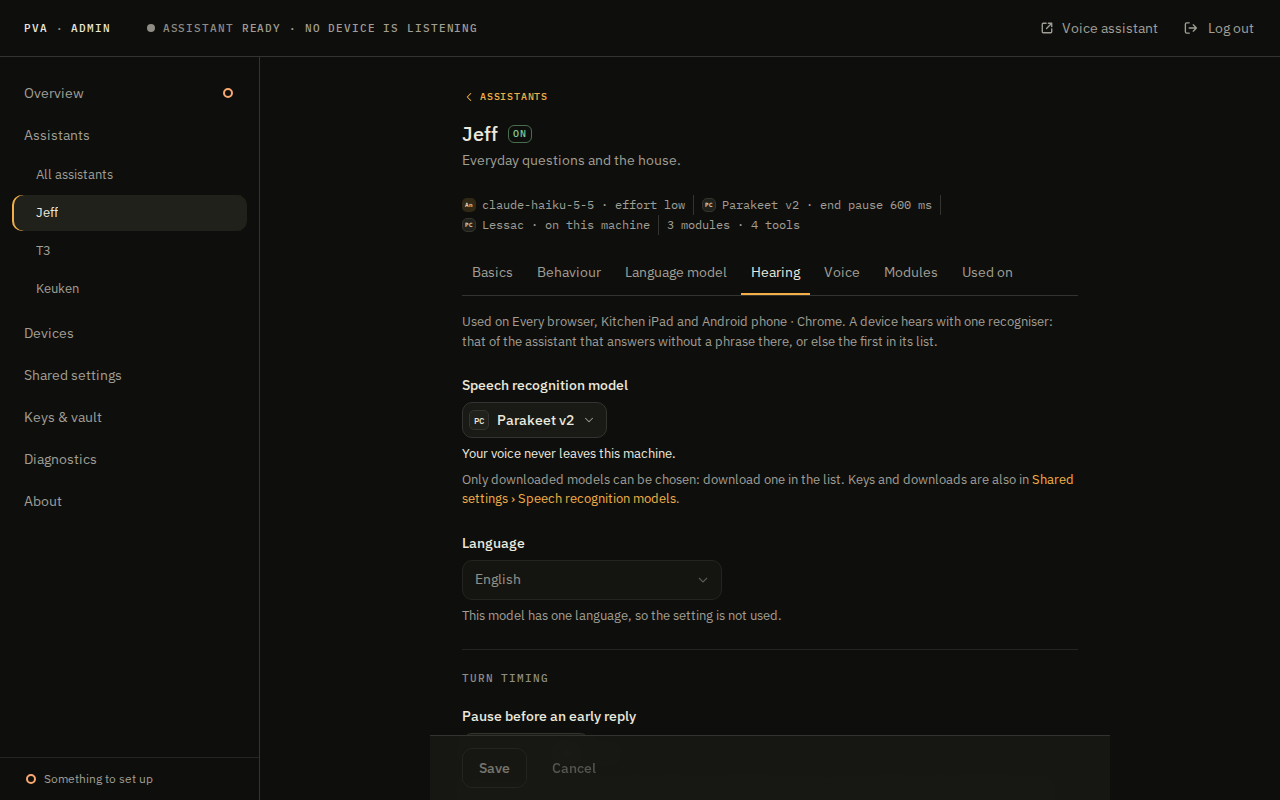 PVA · ADMIN
ASSISTANT READY · NO DEVICE IS LISTENING
Voice assistant
Log out
Overview
Assistants
All assistants
Jeff
T3
Keuken
Devices
Shared settings
Keys & vault
Diagnostics
About
Something to set up
ASSISTANTS
Jeff ON
Everyday questions and the house.
An claude-haiku-5-5 · effort low PC Parakeet v2 · end pause 600 ms
PC Lessac · on this machine 3 modules · 4 tools
Basics Behaviour Language model Hearing Voice Modules Used on
Used on Every browser, Kitchen iPad and Android phone · Chrome. A device hears with one recogniser:
that of the assistant that answers without a phrase there, or else the first in its list.
Speech recognition model
PC Parakeet v2
Your voice never leaves this machine.
Only downloaded models can be chosen: download one in the list. Keys and downloads are also in Shared
settings › Speech recognition models.
Language
English
This model has one language, so the setting is not used.
TURN TIMING
Pause before an early reply
Save Cancel